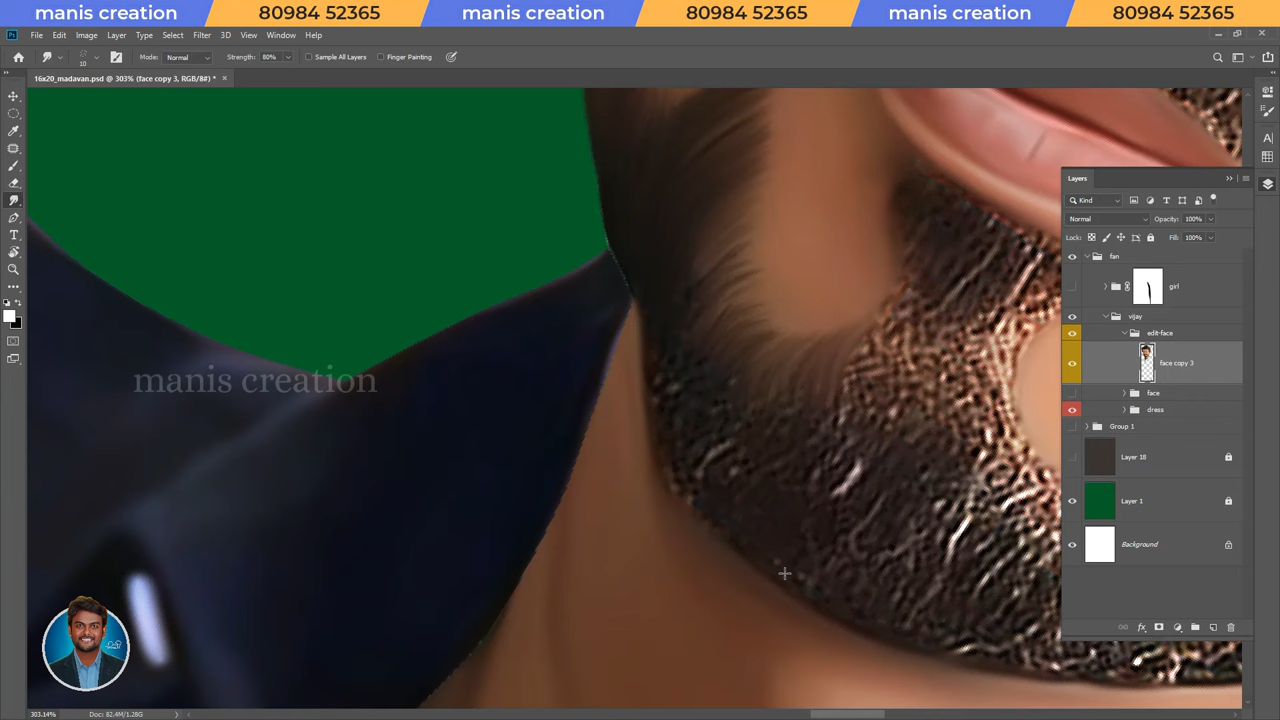 manis creation 80984 52365 manis creation 80984 52365 manis creation 80984 52365
File Edit Image Layer Type Select Filter 3D View Window Help
10 Mode: Normal Strength: 80% Sample All Layers Finger Painting
16x20_madavan.psd @ 303% (face copy 3, RGB/8#) *
Layers
Kind
Normal Opacity: 100%
Lock: Fill: 100%
fan
girl
vijay
edit-face
face copy 3
face
dress
Group 1
Layer 18
Layer 1
Background
manis creation
303.14% Doc: 82.4M/1.28G